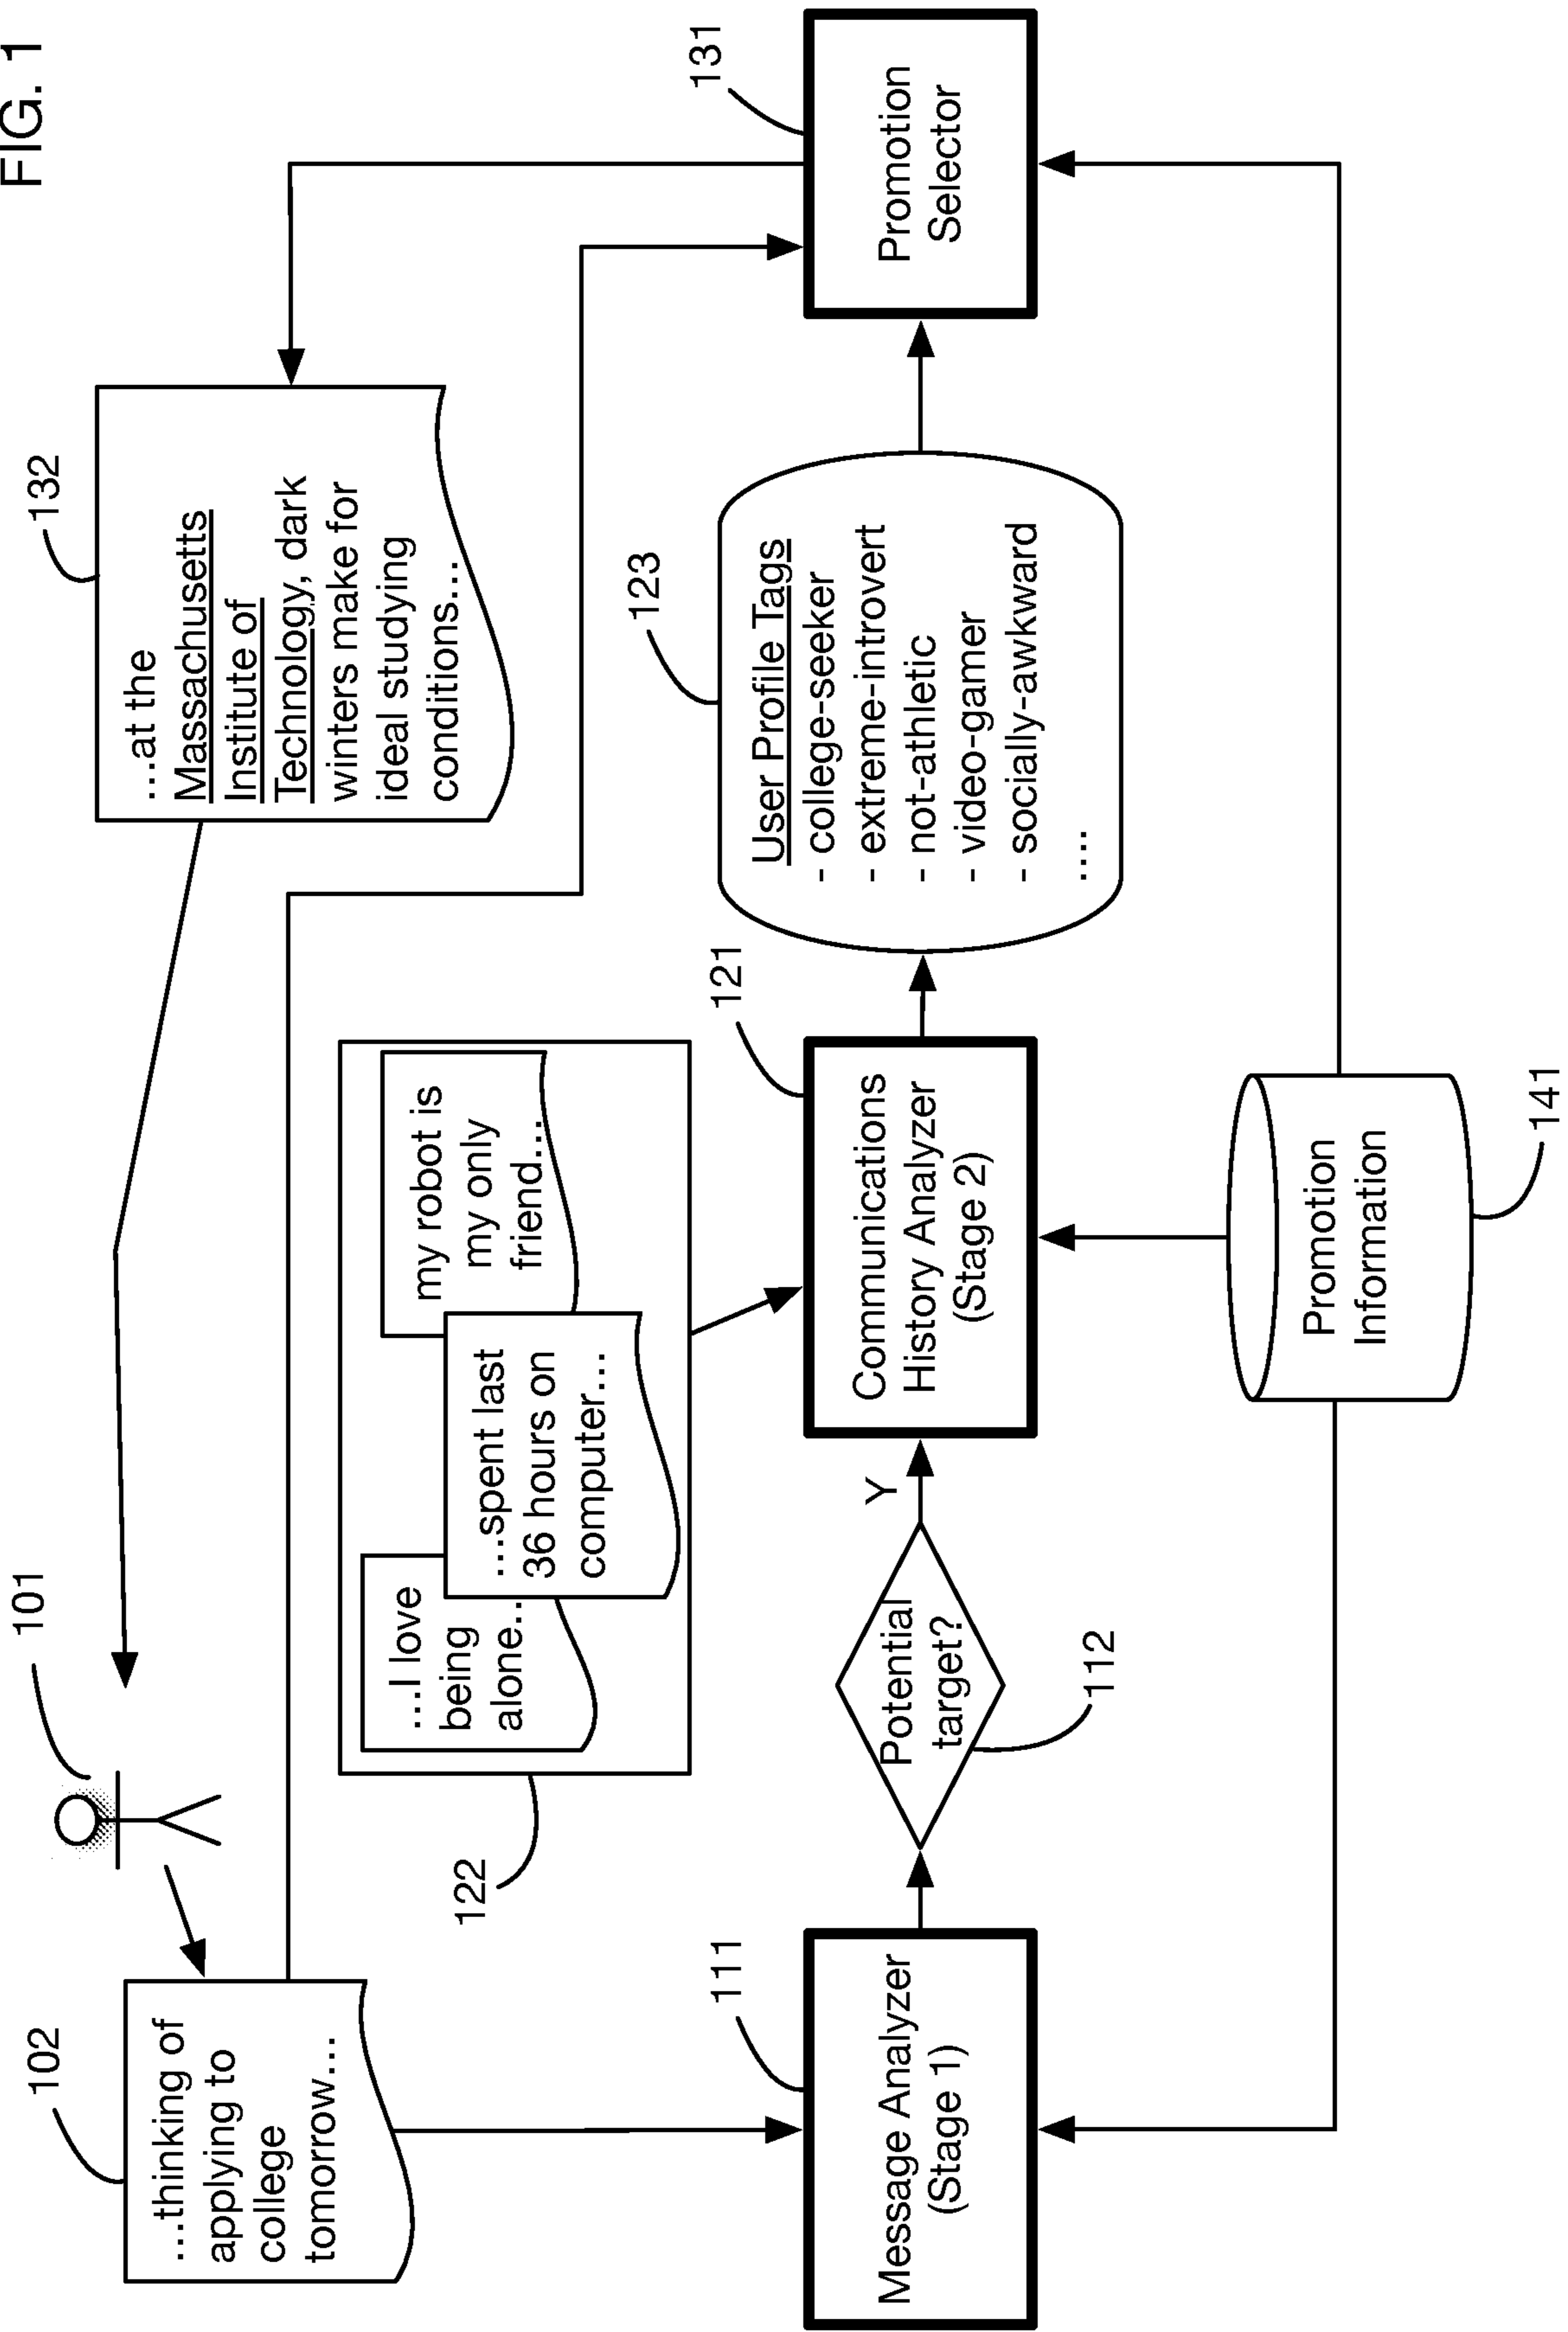 FIG. 1
101
102
...thinking of
applying to
college
tomorrow...
132
...at the
Massachusetts
Institute of
Technology, dark
winters make for
ideal studying
conditions...
122
...I love
being
alone...
...spent last
36 hours on
computer...
my robot is
my only
friend...
123
User Profile Tags
- college-seeker
- extreme-introvert
- not-athletic
- video-gamer
- socially-awkward
....
111
Message Analyzer
(Stage 1)
Potential
target?
112
Y
121
Communications
History Analyzer
(Stage 2)
131
Promotion
Selector
Promotion
Information
141